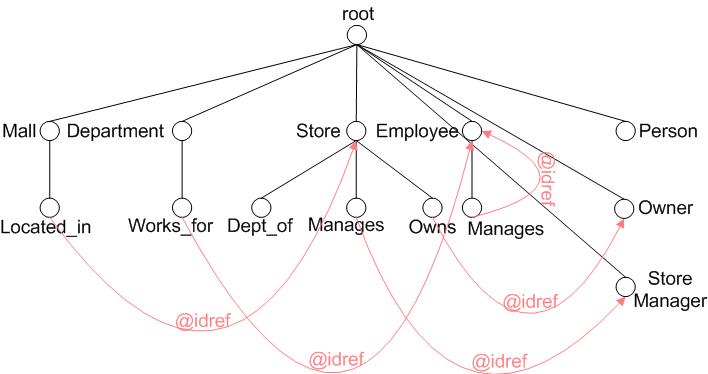 root
Mall
Department
Store
Employee
Person
@idref
Located_in
Works_for
Dept_of
Manages
Owns
Manages
Owner
Store
Manager
@idref
@idref
@idref
@idref